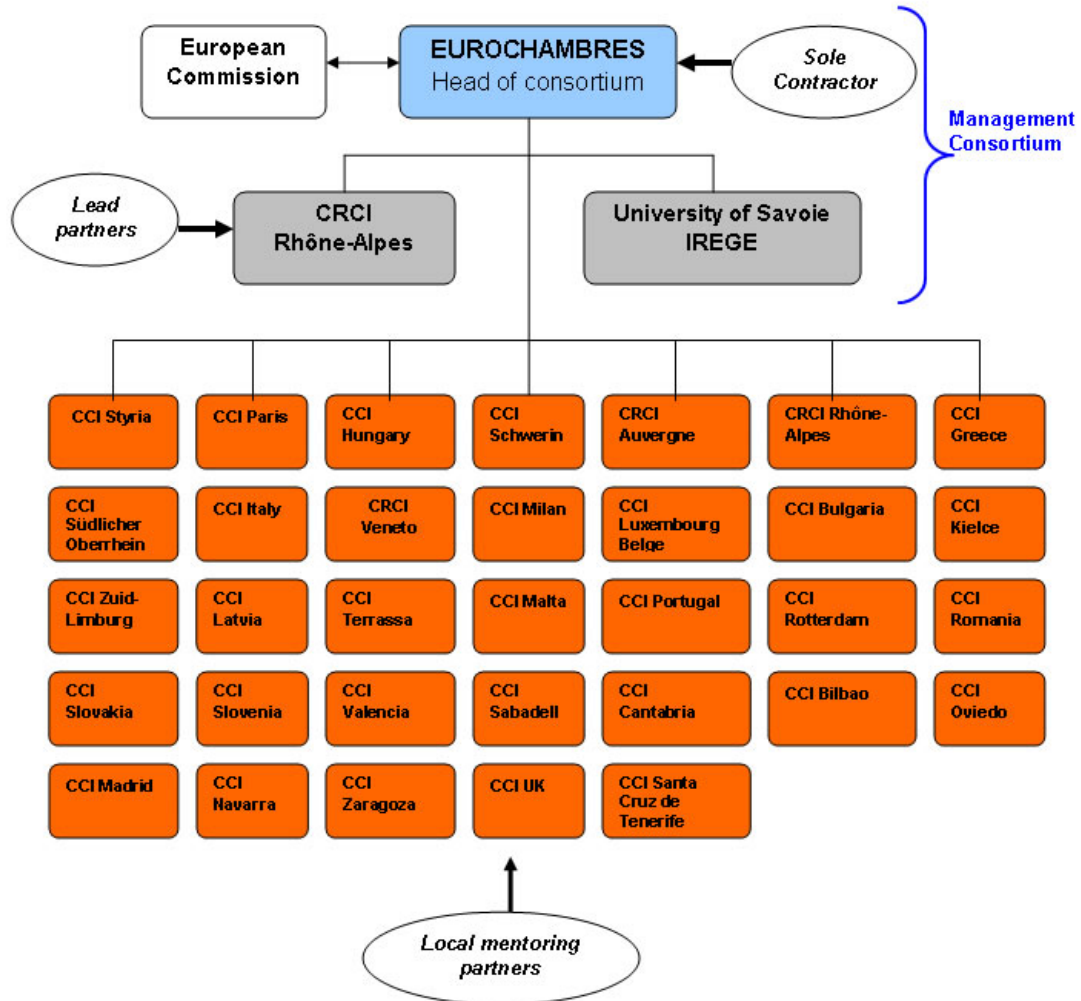 European
Commission
EUROCHAMBRES
Head of consortium
Sole
Contractor
Management
Consortium
Lead
partners
CRCI
Rhône-Alpes
University of Savoie
IREGE
CCI Styria
CCI Paris
CCI
Hungary
CCI
Schwerin
CRCI
Auvergne
CRCI Rhône-
Alpes
CCI
Greece
CCI
Südlicher
Oberrhein
CCI Italy
CRCI
Veneto
CCI Milan
CCI
Luxembourg
Belge
CCI Bulgaria
CCI
Kielce
CCI Zuid-
Limburg
CCI
Latvia
CCI
Terrassa
CCI Malta
CCI Portugal
CCI
Rotterdam
CCI
Romania
CCI
Slovakia
CCI
Slovenia
CCI
Valencia
CCI
Sabadell
CCI
Cantabria
CCI Bilbao
CCI
Oviedo
CCI Madrid
CCI
Navarra
CCI
Zaragoza
CCI UK
CCI Santa
Cruz de
Tenerife
Local mentoring
partners